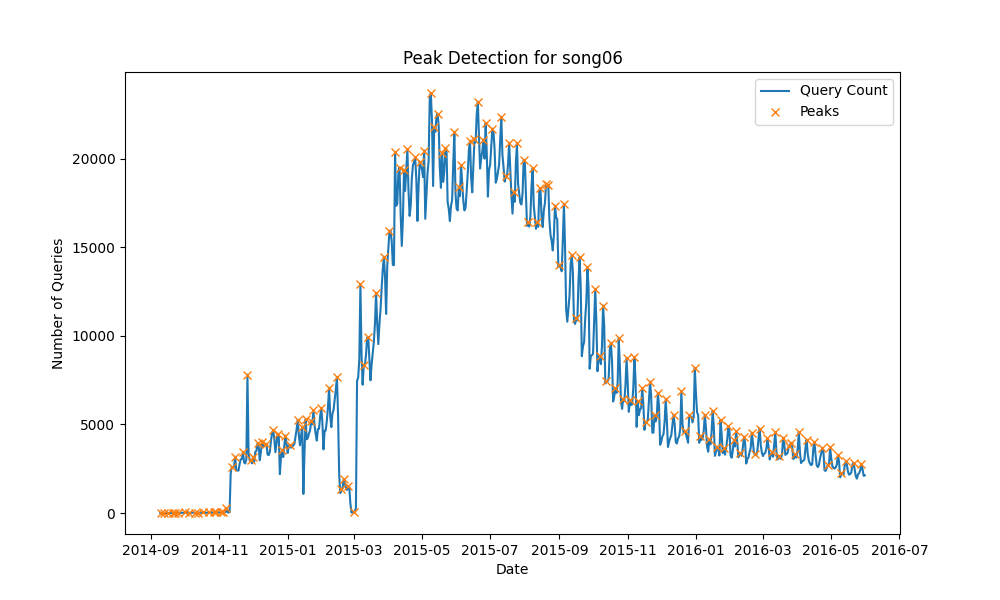 Peak Detection for song06
Query Count
Peaks
Number of Queries
20000
15000
10000
5000
0
2014-09 2014-11 2015-01 2015-03 2015-05 2015-07 2015-09 2015-11 2016-01 2016-03 2016-05 2016-07
Date